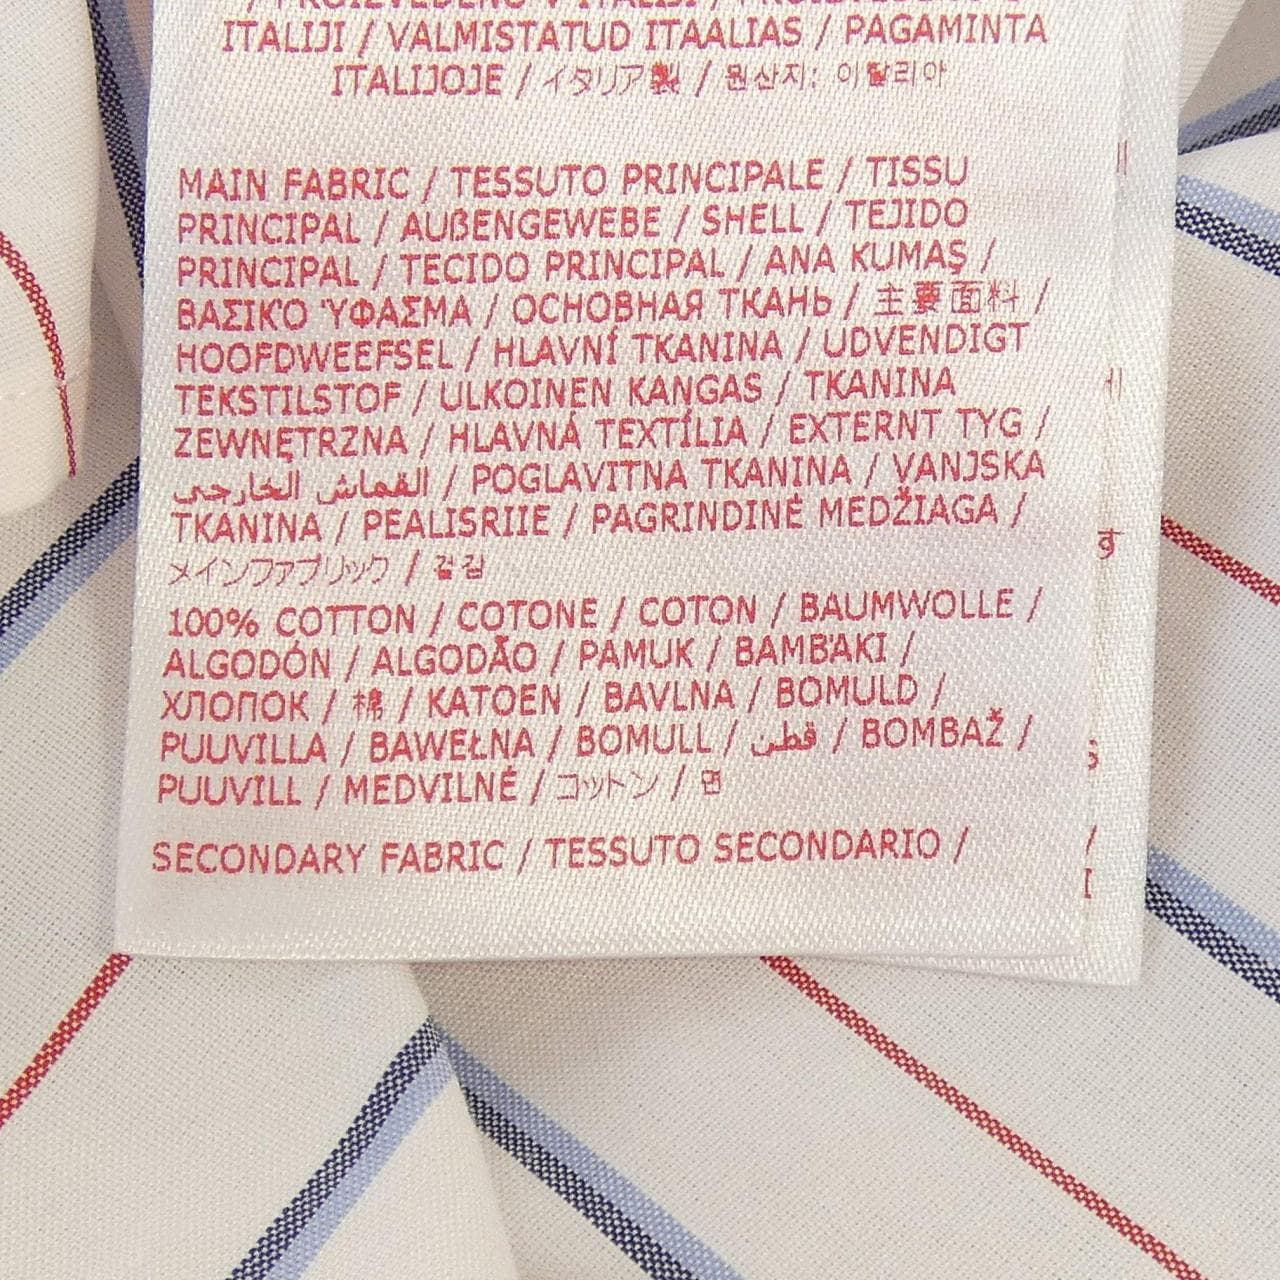 / PROIZVEDENO V ITALIJI /
ITALIJI / VALMISTATUD ITAALIAS / PAGAMINTA
ITALIJOJE / イタリア製 / 원산지: 이탈리아
MAIN FABRIC / TESSUTO PRINCIPALE / TISSU
PRINCIPAL / AUßENGEWEBE / SHELL / TEJIDO
PRINCIPAL / TECIDO PRINCIPAL / ANA KUMAŞ /
ΒΑΣΙΚΌ ΎΦΑΣΜΑ / ОСНОВНАЯ ТКАНЬ / 主要面料 /
HOOFDWEEFSEL / HLAVNÍ TKANINA / UDVENDIGT
TEKSTILSTOF / ULKOINEN KANGAS / TKANINA
ZEWNĘTRZNA / HLAVNÁ TEXTÍLIA / EXTERNT TYG /
القماش الخارجي / POGLAVITNA TKANINA / VANJSKA
TKANINA / PEALISRIIE / PAGRINDINĖ MEDŽIAGA /
メインファブリック / 겉감
100% COTTON / COTONE / COTON / BAUMWOLLE /
ALGODÓN / ALGODÃO / PAMUK / ΒΑΜΒΆΚΙ /
ХЛОПОК / 棉 / KATOEN / BAVLNA / BOMULD /
PUUVILLA / BAWEŁNA / BOMULL / قطن / BOMBAŽ /
PUUVILL / MEDVILNĖ / コットン / 면
SECONDARY FABRIC / TESSUTO SECONDARIO /